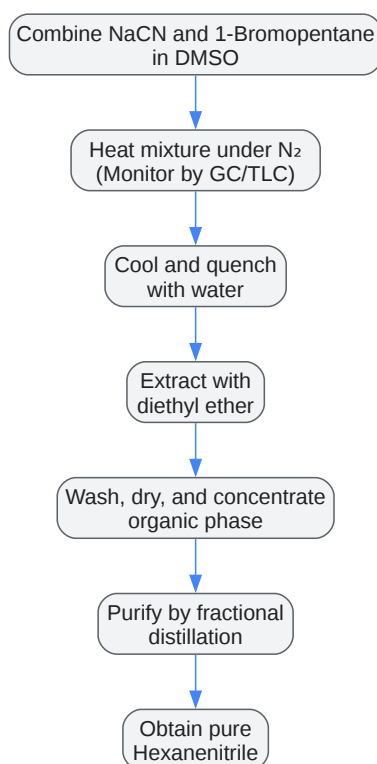 Combine NaCN and 1-Bromopentane
in DMSO
Heat mixture under N₂
(Monitor by GC/TLC)
Cool and quench
with water
Extract with
diethyl ether
Wash, dry, and concentrate
organic phase
Purify by fractional
distillation
Obtain pure
Hexanenitrile